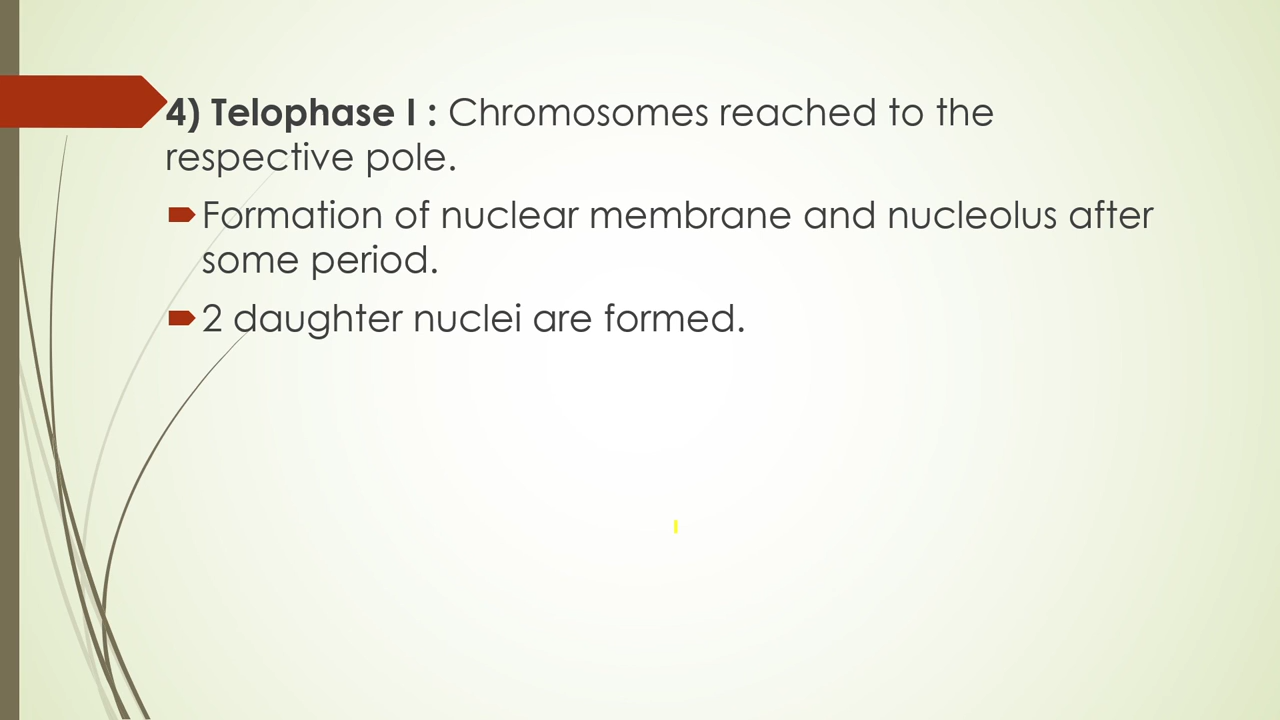 4) Telophase I : Chromosomes reached to the
respective pole.
Formation of nuclear membrane and nucleolus after
some period.
2 daughter nuclei are formed.